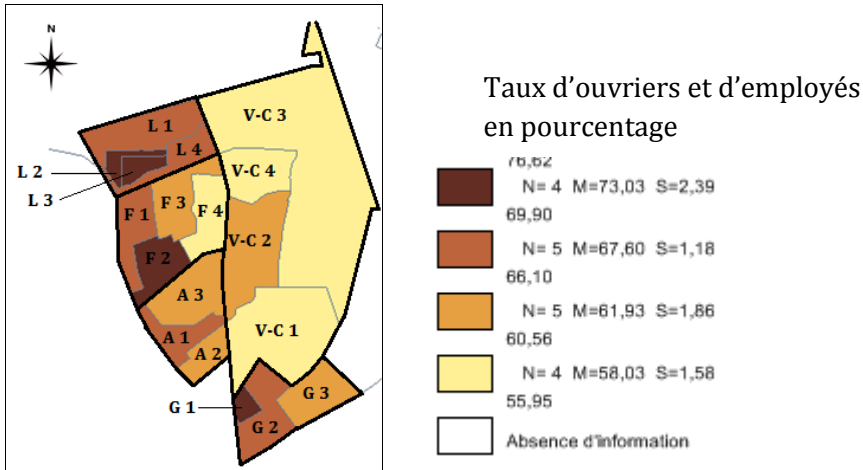 N
L 1
V-C 3
L 4
L 2
V-C 4
L 3
F 3
F 1
F 4
V-C 2
F 2
A 3
V-C 1
A 1
A 2
G 3
G 1
G 2
Taux d’ouvriers et d’employés
en pourcentage
76,62
N= 4 M=73,03 S=2,39
69,90
N= 5 M=67,60 S=1,18
66,10
N= 5 M=61,93 S=1,86
60,56
N= 4 M=58,03 S=1,58
55,95
Absence d'information